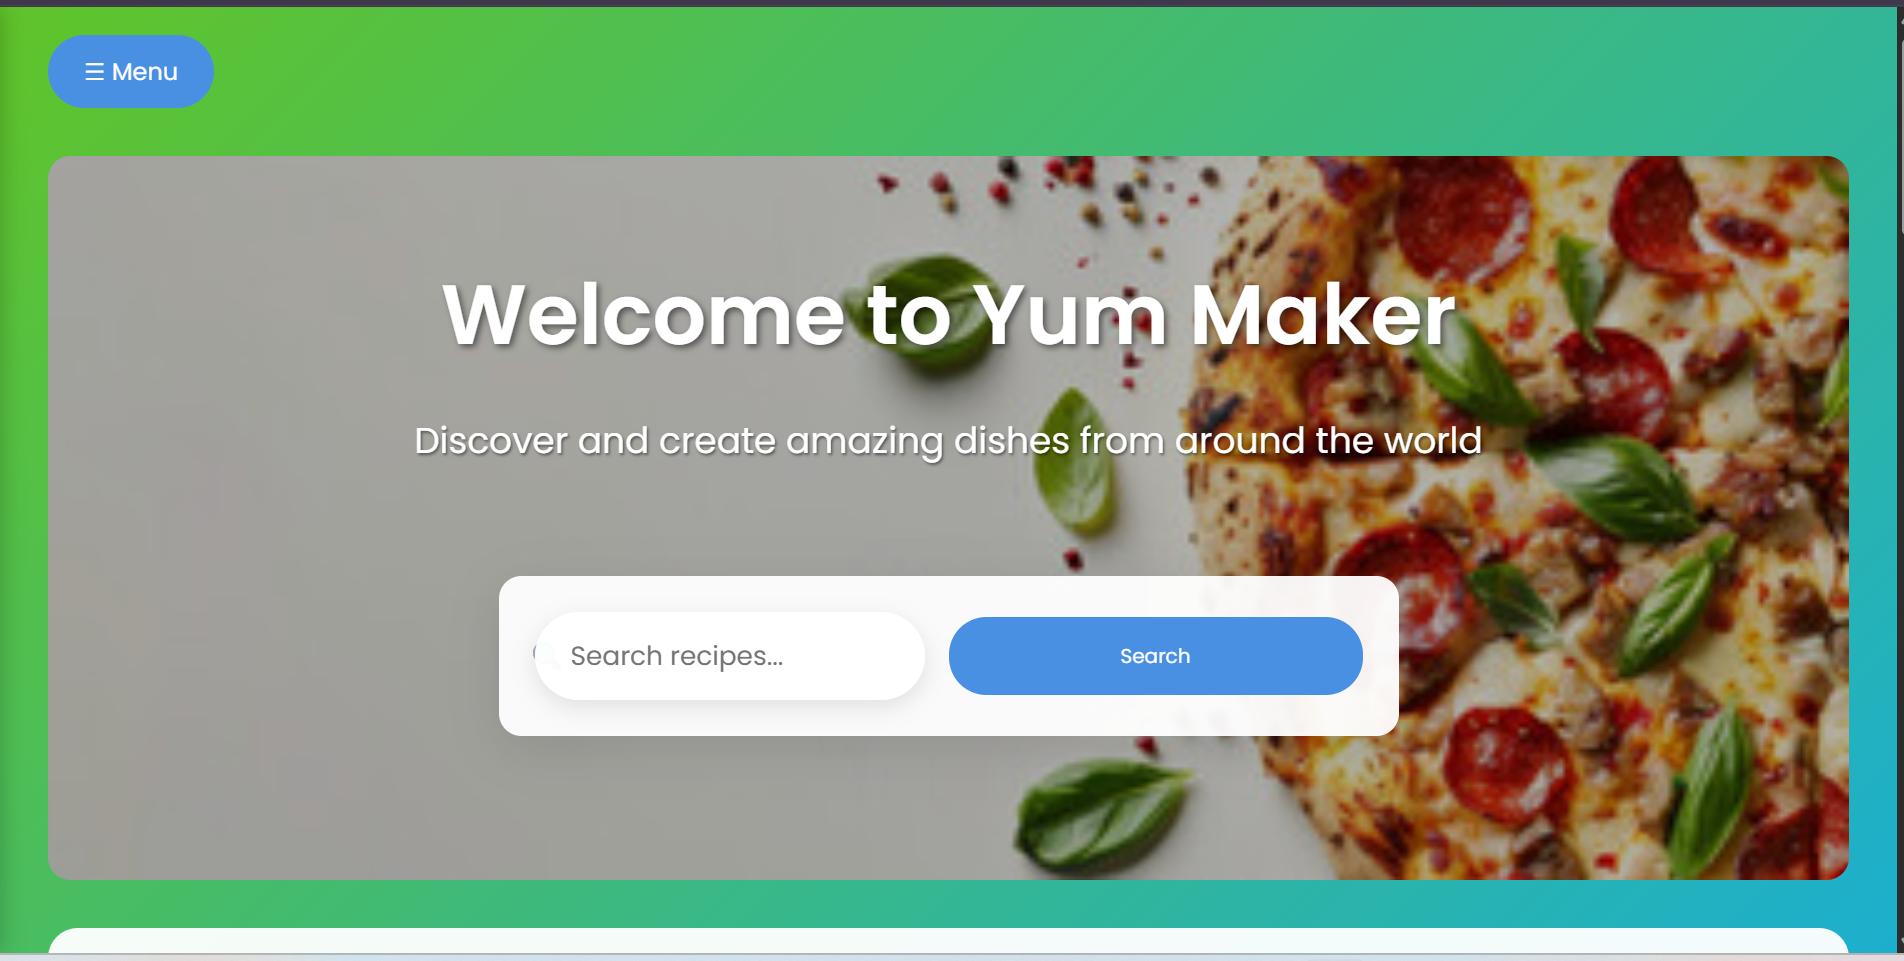 ☰ Menu
Welcome to Yum Maker
Discover and create amazing dishes from around the world
Search recipes...
Search